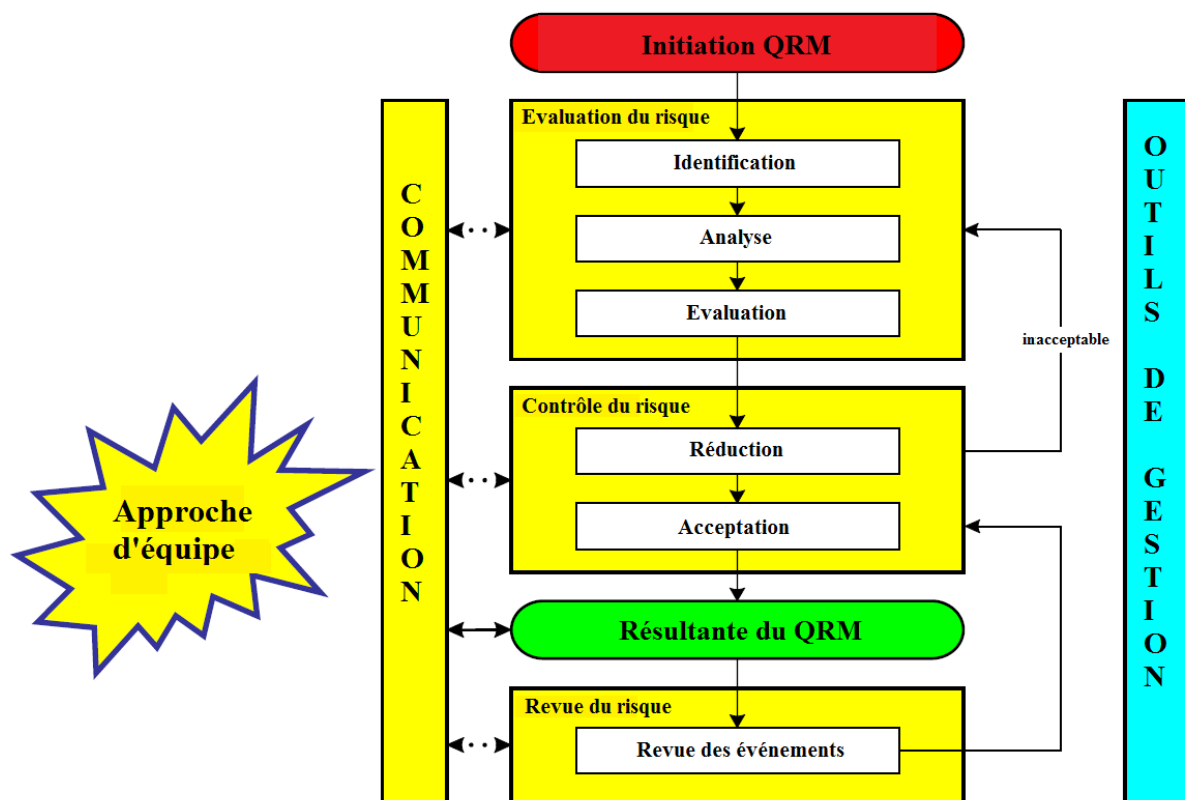 Initiation QRM
Evaluation du risque
Identification
Analyse
Evaluation
inacceptable
Contrôle du risque
Réduction
Acceptation
Résultante du QRM
Revue du risque
Revue des événements
COMMUNICATION
Approche
d'équipe
OUTILS DE GESTION